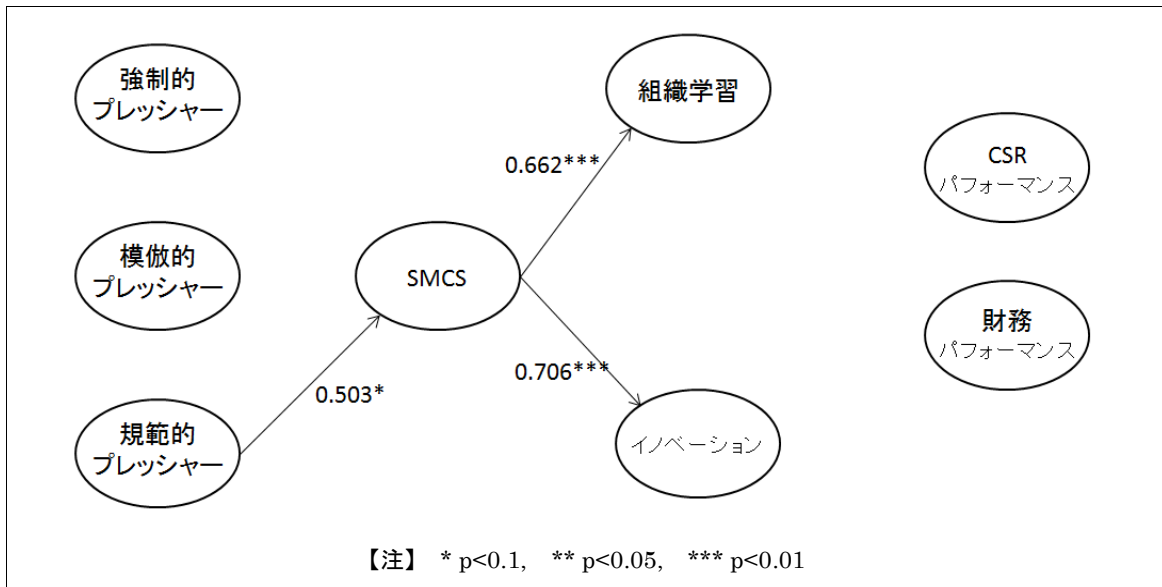 強制的
プレッシャー
組織学習
CSR
パフォーマンス
0.662***
模倣的
プレッシャー
SMCS
財務
パフォーマンス
0.706***
0.503*
規範的
プレッシャー
イノベーション
【注】 * p<0.1, ** p<0.05, *** p<0.01